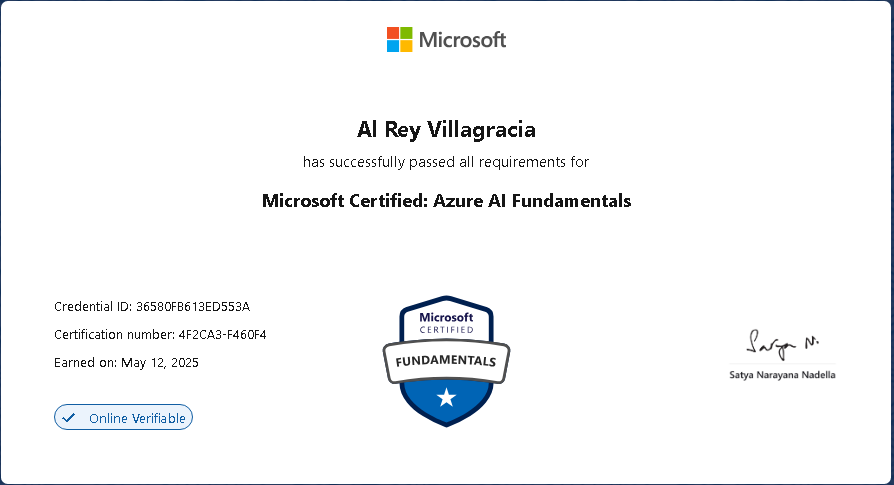 Microsoft
Al Rey Villagracia
has successfully passed all requirements for
Microsoft Certified: Azure AI Fundamentals
Credential ID: 36580FB613ED553A
Certification number: 4F2CA3-F460F4
Earned on: May 12, 2025
Online Verifiable
Microsoft
CERTIFIED
FUNDAMENTALS
Satya N.
Satya Narayana Nadella